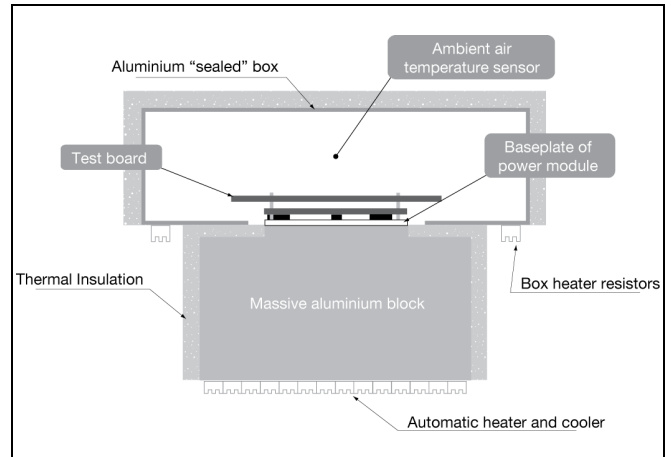 Ambient air
temperature sensor
Aluminium “sealed” box
Test board
Baseplate of
power module
Thermal Insulation
Box heater resistors
Massive aluminium block
Automatic heater and cooler